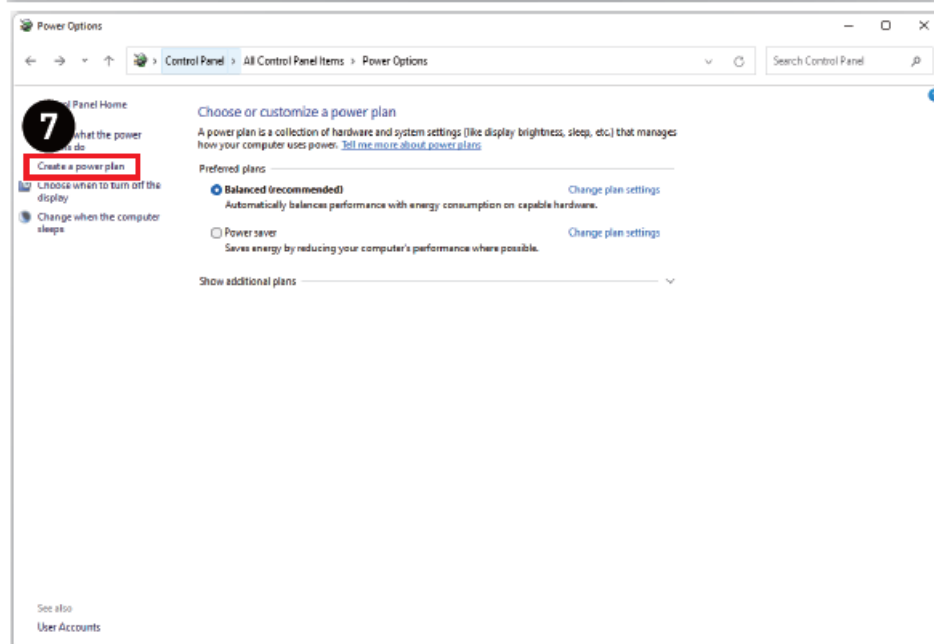 Power Options
Control Panel > All Control Panel Items > Power Options
Search Control Panel
Panel Home
7
what the power
do
Create a power plan
Choose when to turn off the
display
Change when the computer
sleeps
Choose or customize a power plan
A power plan is a collection of hardware and system settings (like display brightness, sleep, etc.) that manages
how your computer uses power. Tell me more about power plans
Preferred plans
Balanced (recommended)
Change plan settings
Automatically balances performance with energy consumption on capable hardware.
Power saver
Change plan settings
Saves energy by reducing your computer's performance where possible.
Show additional plans
See also
User Accounts